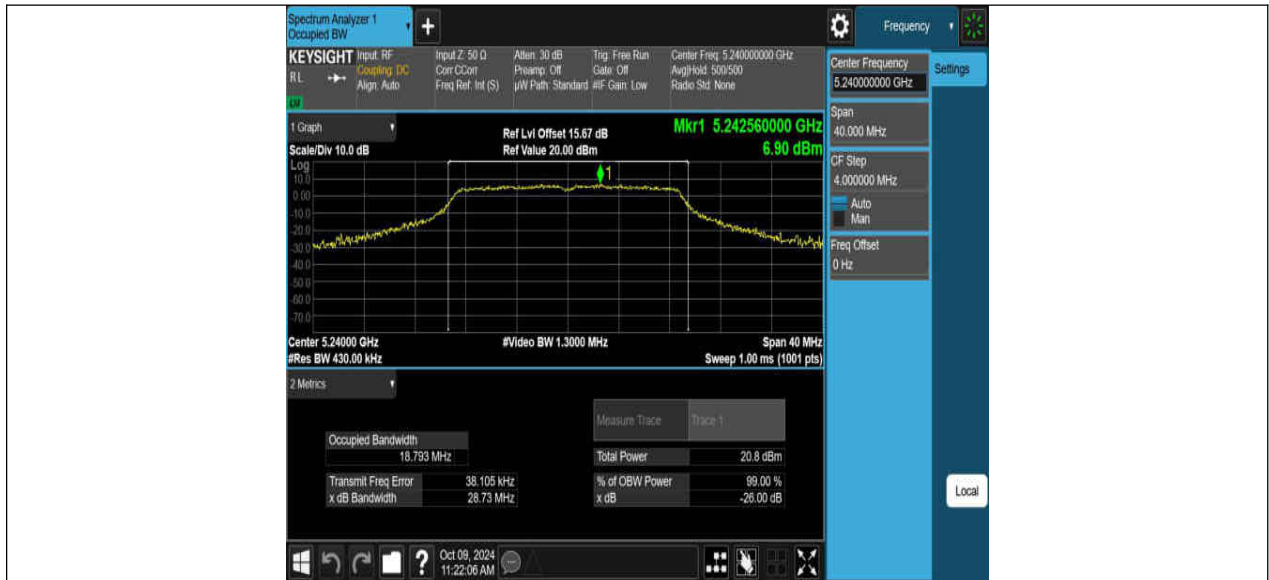 Spectrum Analyzer 1
Occupied BW
Frequency
KEYSIGHT
RL
Input: RF
Coupling: DC
Align: Auto
Input Z: 50 Ω
Corr CCorr
Freq Ref: Int (S)
Atten: 30 dB
Preamp: Off
µW Path: Standard
Trig: Free Run
Gate: Off
#IF Gain: Low
Center Freq: 5.240000000 GHz
Avg|Hold: 500/500
Radio Std: None
Center Frequency
5.240000000 GHz
Settings
Span
40.000 MHz
CF Step
4.000000 MHz
Auto
Man
Freq Offset
0 Hz
Local
1 Graph
Scale/Div 10.0 dB
Ref Lvl Offset 15.67 dB
Ref Value 20.00 dBm
Mkr1 5.242560000 GHz
6.90 dBm
Log
10.0
0.00
-10.0
-20.0
-30.0
-40.0
-50.0
-60.0
-70.0
1
Center 5.24000 GHz
#Res BW 430.00 kHz
#Video BW 1.3000 MHz
Span 40 MHz
Sweep 1.00 ms (1001 pts)
2 Metrics
Measure Trace
Trace 1
Occupied Bandwidth
18.793 MHz
Total Power
20.8 dBm
Transmit Freq Error
38.105 kHz
% of OBW Power
99.00 %
x dB Bandwidth
28.73 MHz
x dB
-26.00 dB
Oct 09, 2024
11:22:06 AM